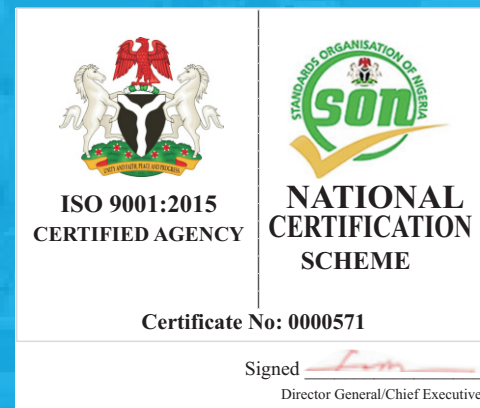 UNITY AND FAITH, PEACE AND PROGRESS
ISO 9001:2015
CERTIFIED AGENCY
STANDARDS ORGANISATION OF NIGERIA
SON
NATIONAL
CERTIFICATION
SCHEME
Certificate No: 0000571
Signed
Director General/Chief Executive